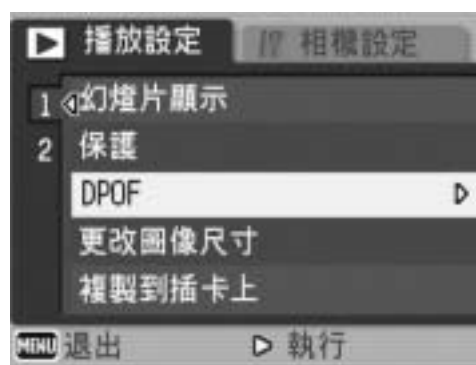 播放設定 相機設定
1 幻燈片顯示
2 保護
DPOF
更改圖像尺寸
複製到插卡上
MENU 退出 執行